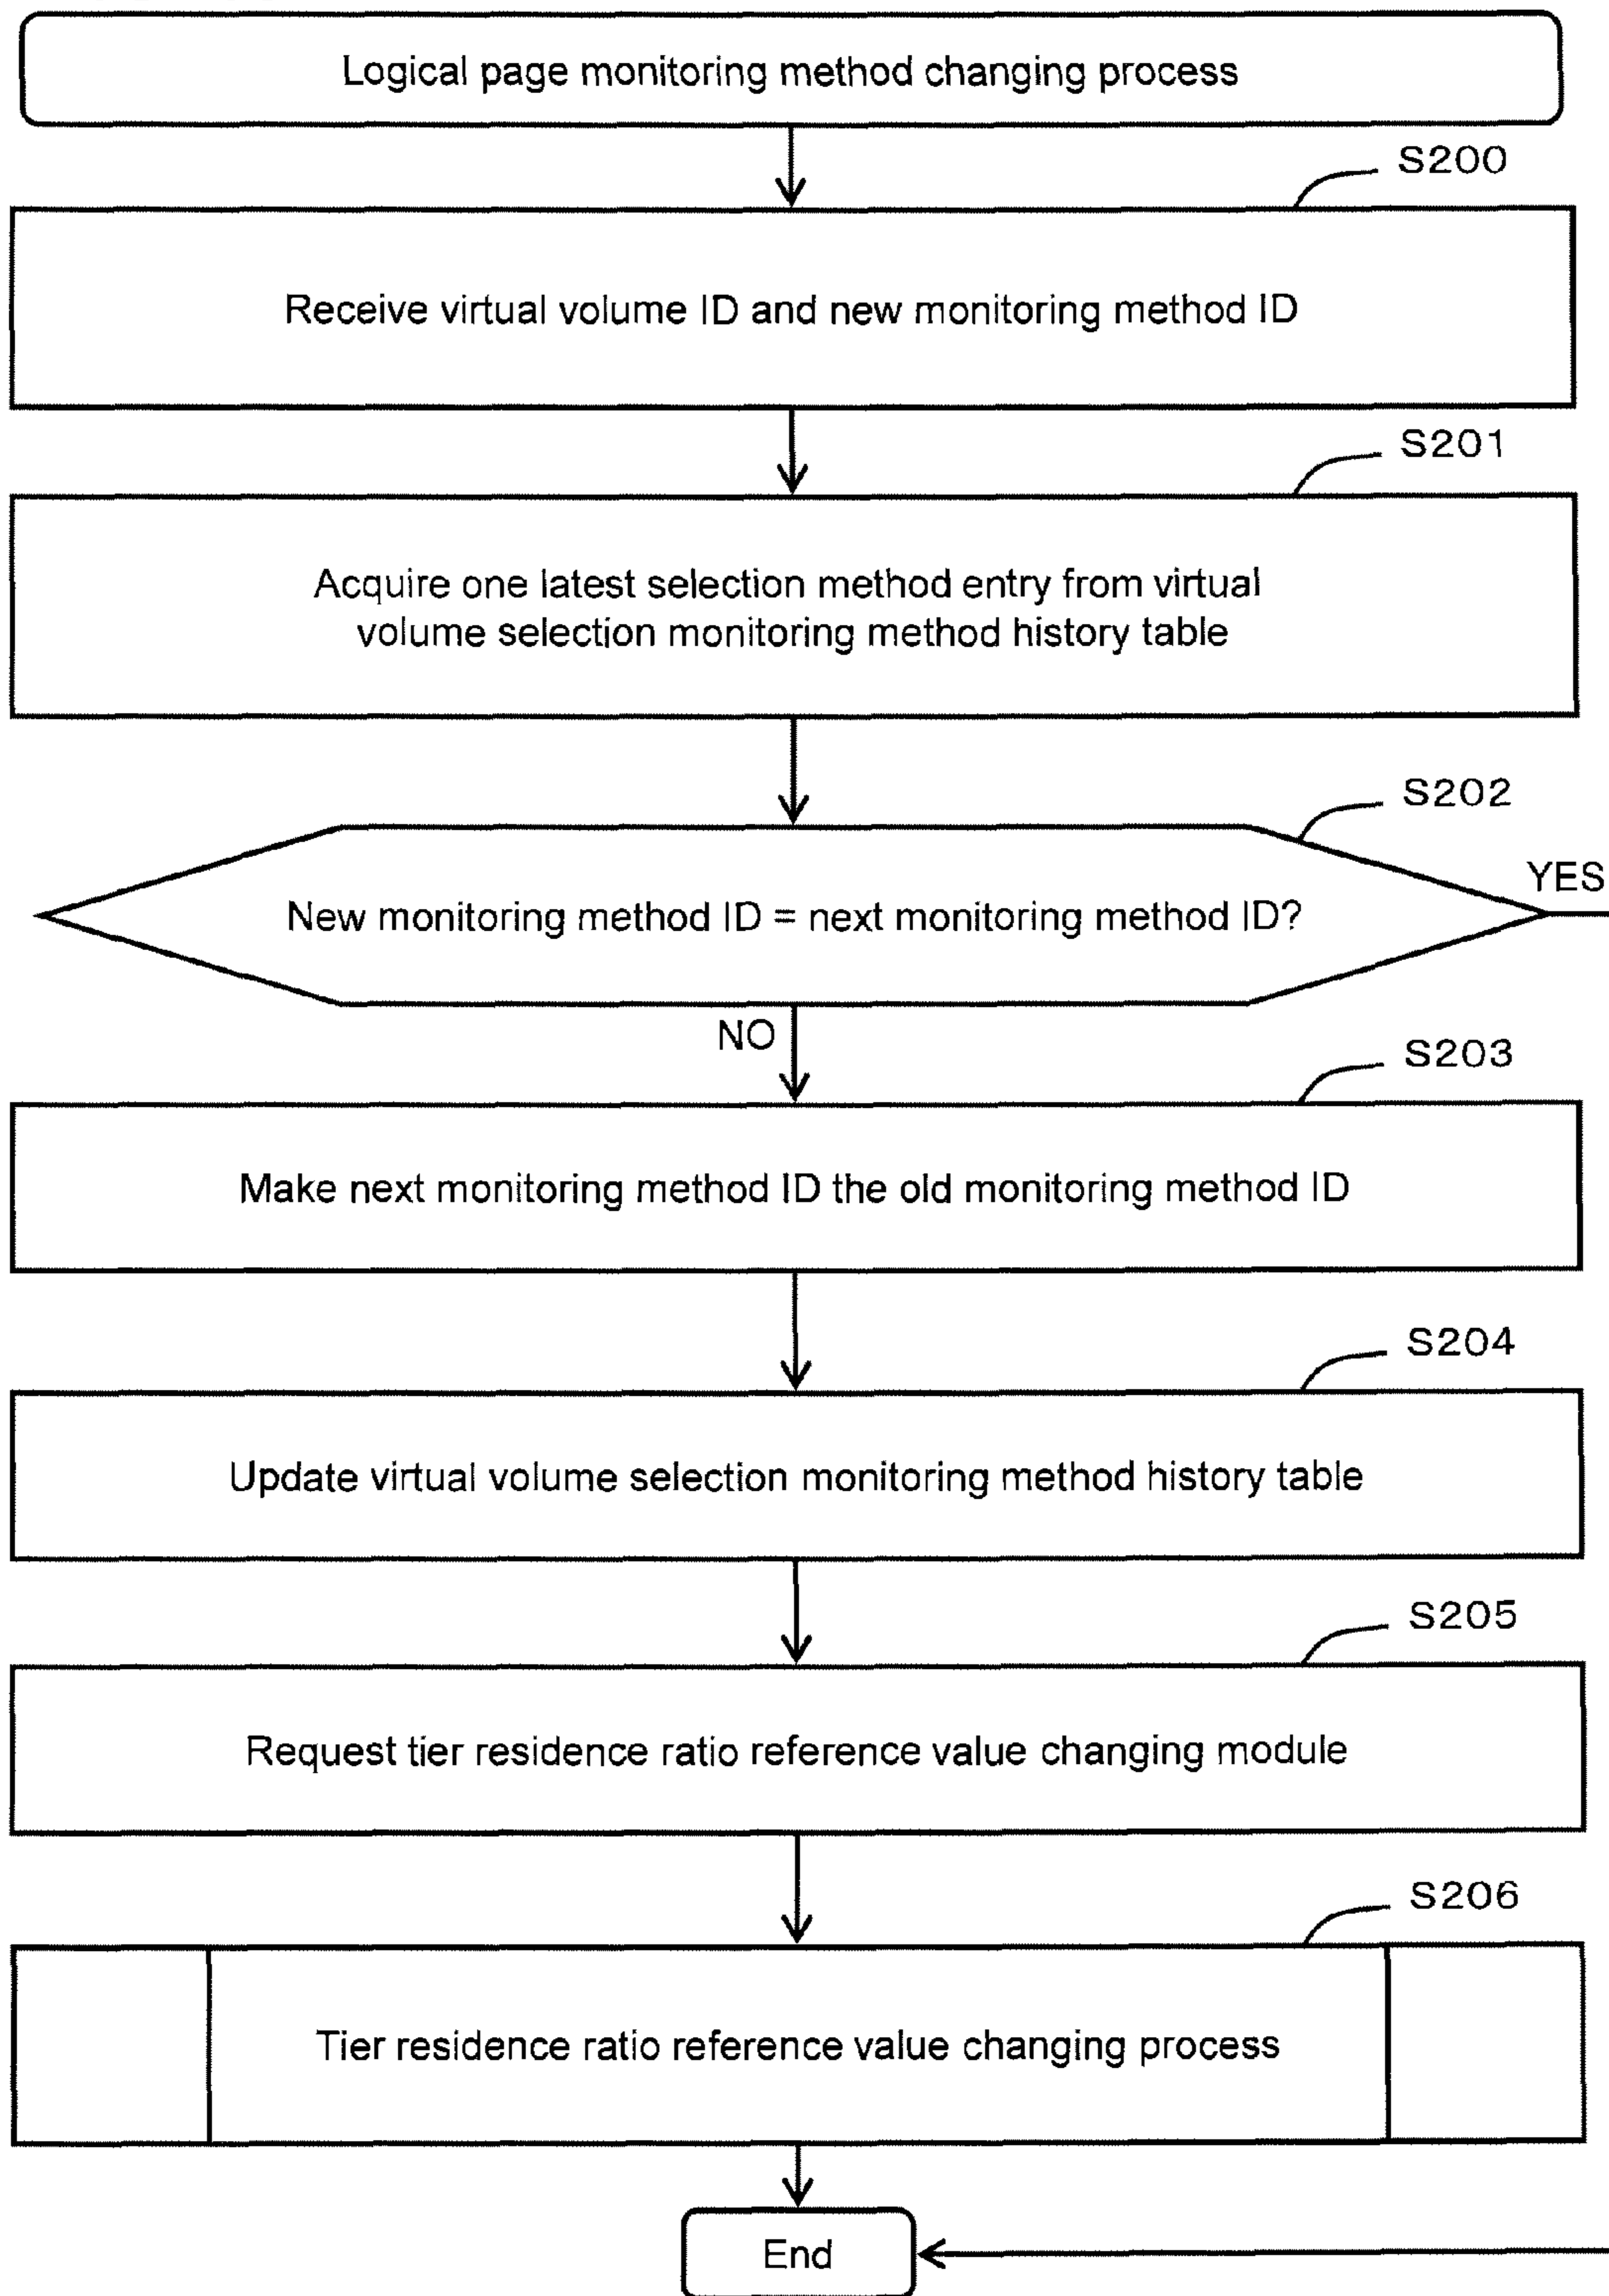 Logical page monitoring method changing process
S200
Receive virtual volume ID and new monitoring method ID
S201
Acquire one latest selection method entry from virtual
volume selection monitoring method history table
S202
YES
New monitoring method ID = next monitoring method ID?
NO
S203
Make next monitoring method ID the old monitoring method ID
S204
Update virtual volume selection monitoring method history table
S205
Request tier residence ratio reference value changing module
S206
Tier residence ratio reference value changing process
End